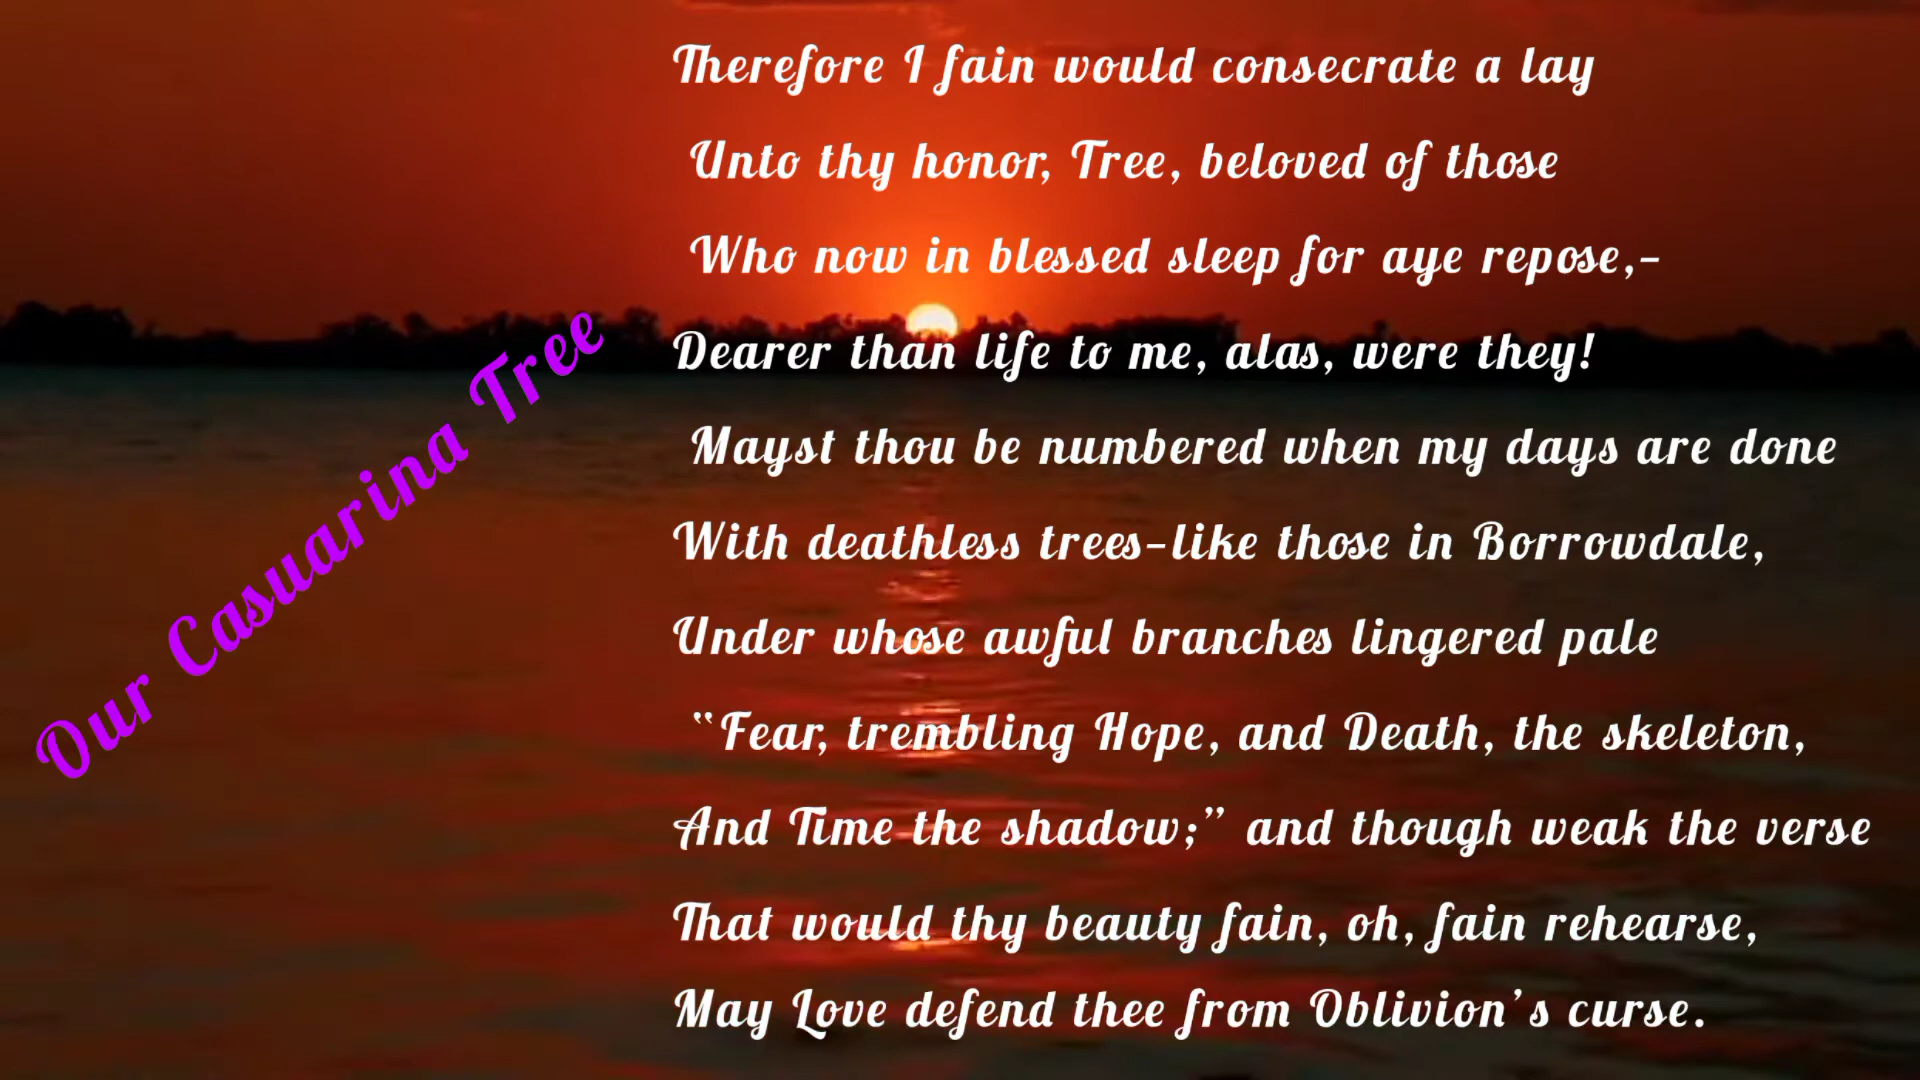 Our Casuarina Tree
Therefore I fain would consecrate a lay
Unto thy honor, Tree, beloved of those
Who now in blessed sleep for aye repose,–
Dearer than life to me, alas, were they!
Mayst thou be numbered when my days are done
With deathless trees–like those in Borrowdale,
Under whose awful branches lingered pale
“Fear, trembling Hope, and Death, the skeleton,
And Time the shadow;” and though weak the verse
That would thy beauty fain, oh, fain rehearse,
May Love defend thee from Oblivion’s curse.